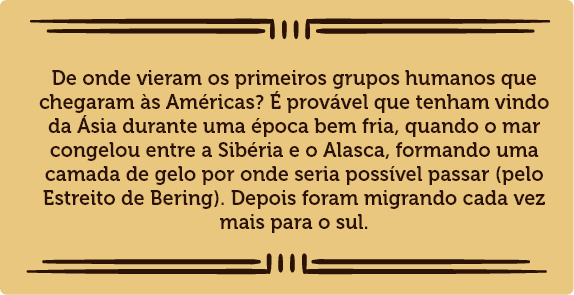 De onde vieram os primeiros grupos humanos que
chegaram às Américas? É provável que tenham vindo
da Ásia durante uma época bem fria, quando o mar
congelou entre a Sibéria e o Alasca, formando uma
camada de gelo por onde seria possível passar (pelo
Estreito de Bering). Depois foram migrando cada vez
mais para o sul.